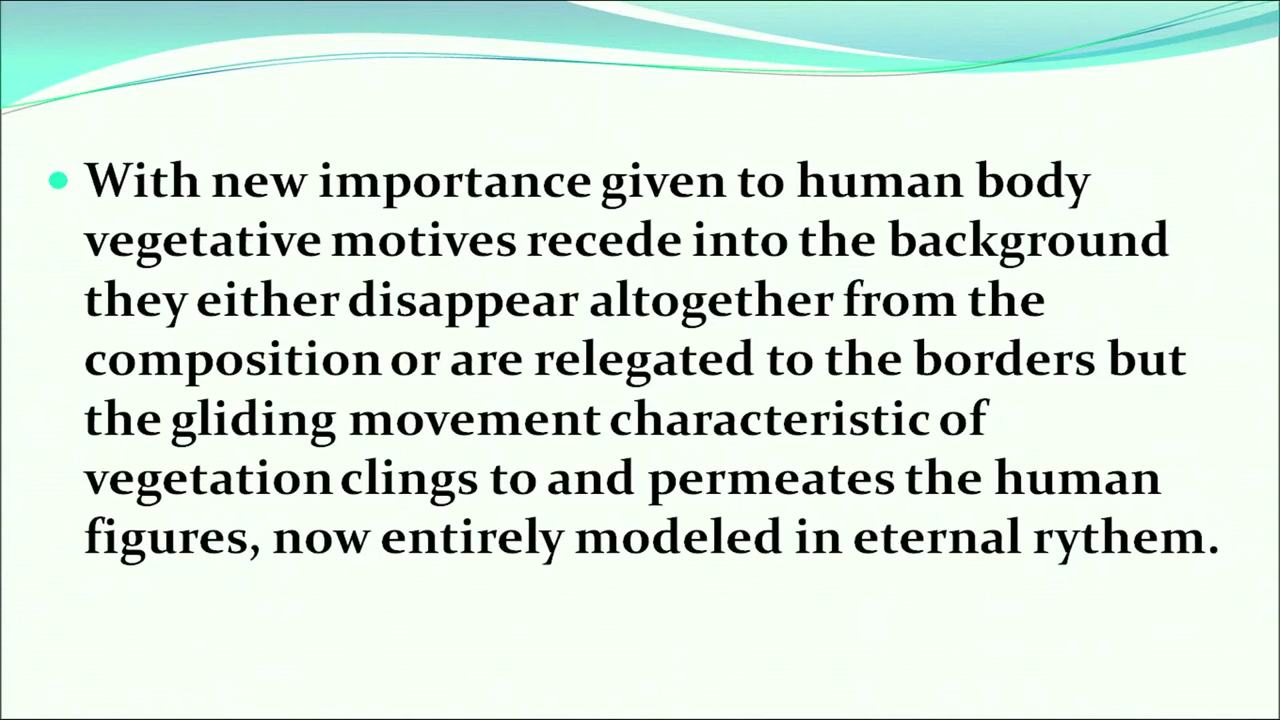 With new importance given to human body
vegetative motives recede into the background
they either disappear altogether from the
composition or are relegated to the borders but
the gliding movement characteristic of
vegetation clings to and permeates the human
figures, now entirely modeled in eternal rythem.